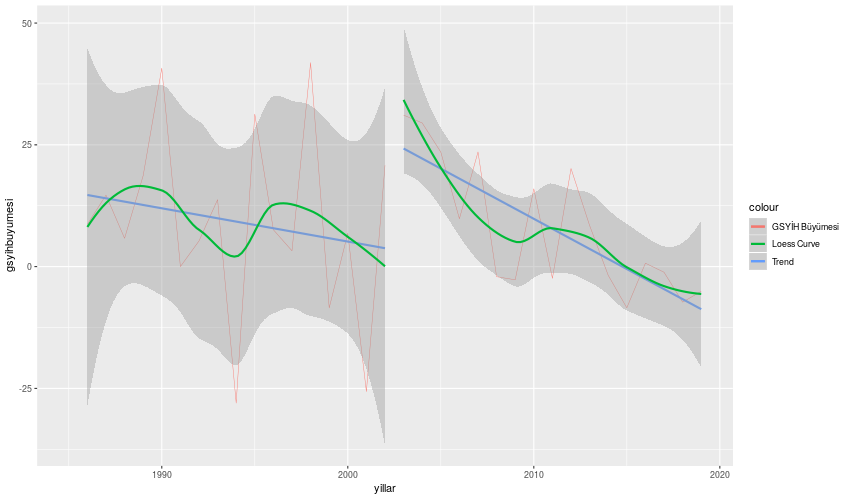 50
25
0
-25
gsyihbuyumesi
1990
2000
2010
2020
yillar
colour
GSYİH Büyümesi
Loess Curve
Trend